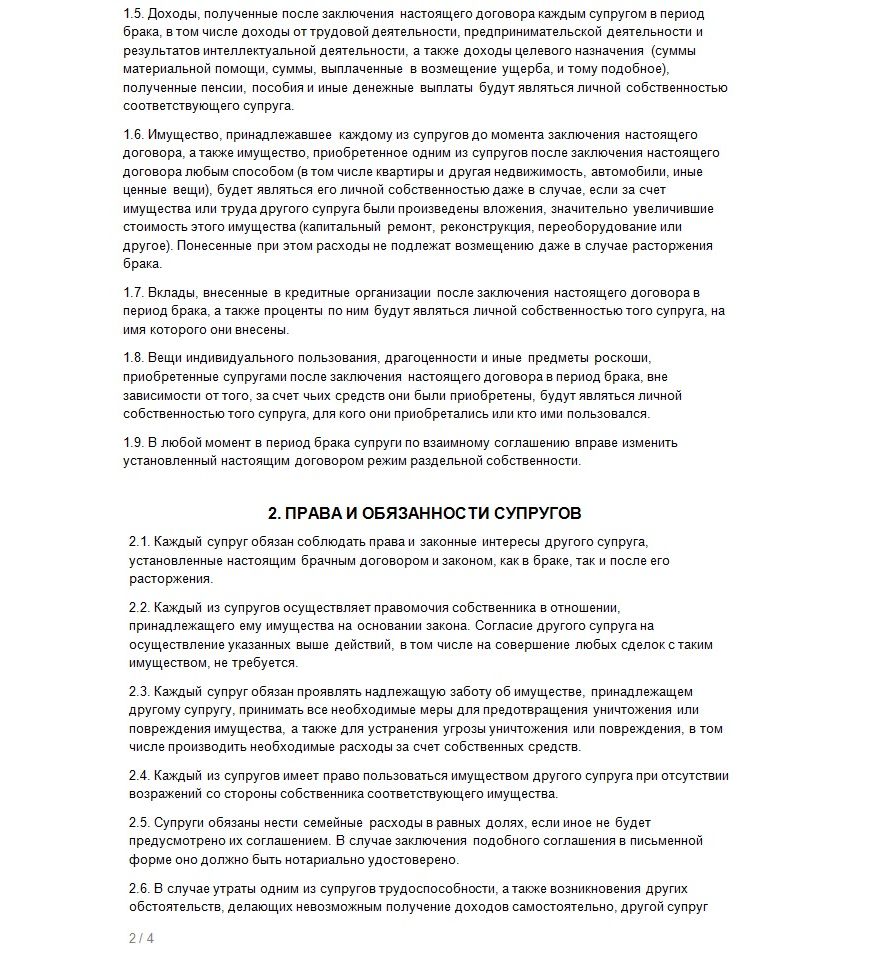 1.5. Доходы, полученные после заключения настоящего договора каждым супругом в период
брака, в том числе доходы от трудовой деятельности, предпринимательской деятельности и
результатов интеллектуальной деятельности, а также доходы целевого назначения (суммы
материальной помощи, суммы, выплаченные в возмещение ущерба, и тому подобное),
полученные пенсии, пособия и иные денежные выплаты будут являться личной собственностью
соответствующего супруга.
1.6. Имущество, принадлежавшее каждому из супругов до момента заключения настоящего
договора, а также имущество, приобретенное одним из супругов после заключения настоящего
договора любым способом (в том числе квартиры и другая недвижимость, автомобили, иные
ценные вещи), будет являться его личной собственностью даже в случае, если за счет
имущества или труда другого супруга были произведены вложения, значительно увеличившие
стоимость этого имущества (капитальный ремонт, реконструкция, переоборудование или
другое). Понесенные при этом расходы не подлежат возмещению даже в случае расторжения
брака.
1.7. Вклады, внесенные в кредитные организации после заключения настоящего договора в
период брака, а также проценты по ним будут являться личной собственностью того супруга, на
имя которого они внесены.
1.8. Вещи индивидуального пользования, драгоценности и иные предметы роскоши,
приобретенные супругами после заключения настоящего договора в период брака, вне
зависимости от того, за счет чьих средств они были приобретены, будут являться личной
собственностью того супруга, для кого они приобретались или кто ими пользовался.
1.9. В любой момент в период брака супруги по взаимному соглашению вправе изменить
установленный настоящим договором режим раздельной собственности.
2. ПРАВА И ОБЯЗАННОСТИ СУПРУГОВ
2.1. Каждый супруг обязан соблюдать права и законные интересы другого супруга,
установленные настоящим брачным договором и законом, как в браке, так и после его
расторжения.
2.2. Каждый из супругов осуществляет правомочия собственника в отношении,
принадлежащего ему имущества на основании закона. Согласие другого супруга на
осуществление указанных выше действий, в том числе на совершение любых сделок с таким
имуществом, не требуется.
2.3. Каждый супруг обязан проявлять надлежащую заботу об имуществе, принадлежащем
другому супругу, принимать все необходимые меры для предотвращения уничтожения или
повреждения имущества, а также для устранения угрозы уничтожения или повреждения, в том
числе производить необходимые расходы за счет собственных средств.
2.4. Каждый из супругов имеет право пользоваться имуществом другого супруга при отсутствии
возражений со стороны собственника соответствующего имущества.
2.5. Супруги обязаны нести семейные расходы в равных долях, если иное не будет
предусмотрено их соглашением. В случае заключения подобного соглашения в письменной
форме оно должно быть нотариально удостоверено.
2.6. В случае утраты одним из супругов трудоспособности, а также возникновения других
обстоятельств, делающих невозможным получение доходов самостоятельно, другой супруг
2 / 4